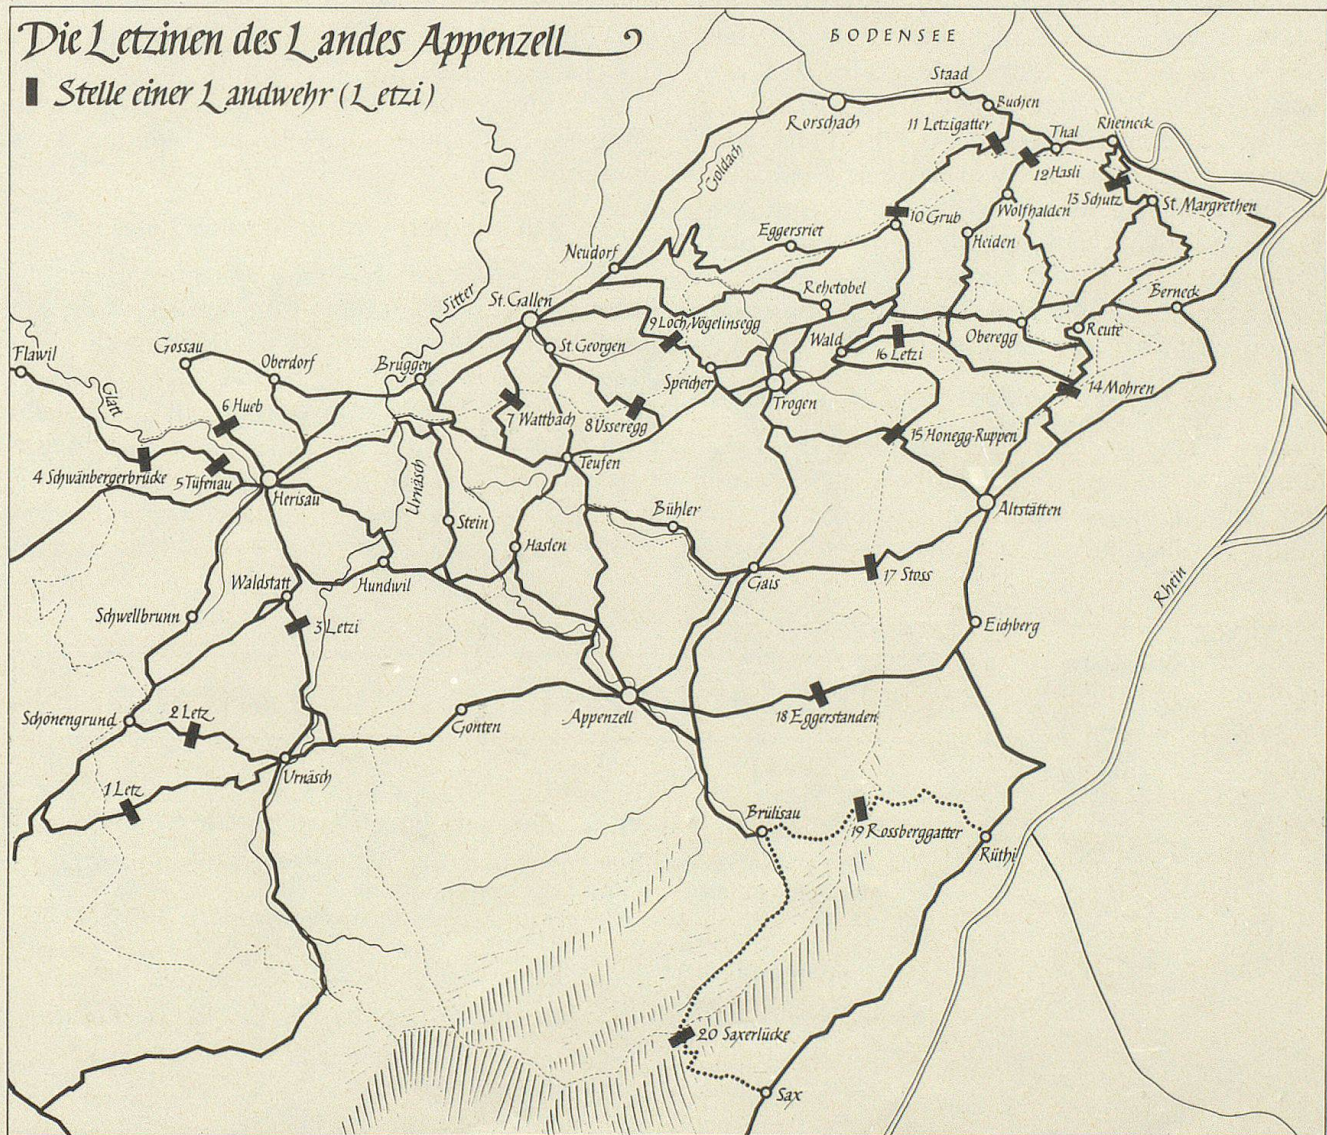 Die Letzinen des Landes Appenzell
Stelle einer Landwehr (Letzi)
BODENSEE
Staad
Buchen
Rorschach
11 Letzigatter
Thal
Rheineck
Goldach
12 Hasli
13 Schutz
St. Margrethen
Wolfhalden
10 Grub
Heiden
Eggersriet
Neudorf
Sitter
St. Gallen
Rehetobel
Berneck
9 Loch, Vögelinsegg
Wald
16 Letzi
Oberegg
Reute
Flawil
Gossau
Oberdorf
Bruggen
St. Georgen
Speicher
Trogen
14 Mohren
Glatt
6 Hueb
7 Wattbach
8 Üsseregg
15 Honegg-Ruppen
4 Schwänbergerbrücke
5 Tüfenau
Herisau
Urnäsch
Teufen
Stein
Bühler
Altstätten
Haslen
Waldstatt
Hundwil
Gais
17 Stoss
Rhein
Schwellbrunn
3 Letzi
Eichberg
Schönengrund
2 Letz
Gonten
Appenzell
18 Eggerstanden
1 Letz
Urnäsch
Brülisau
19 Rossberggatter
Rüthi
20 Saxerlücke
Sax